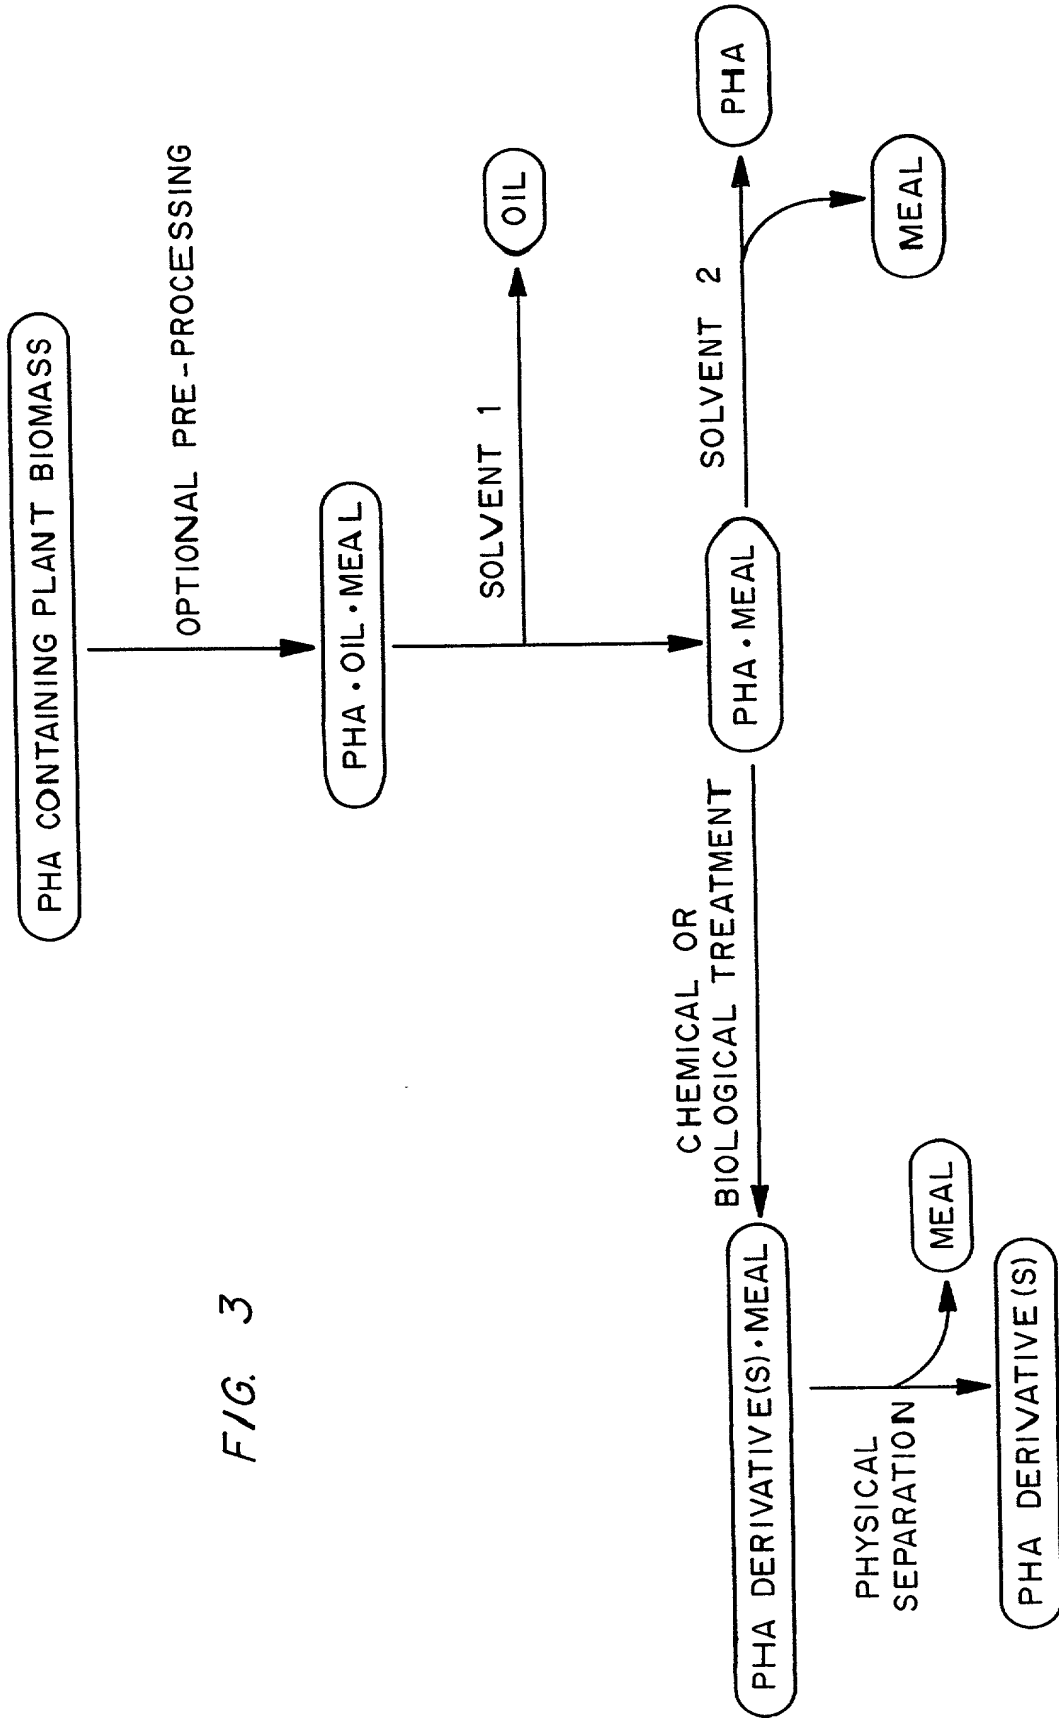 FIG. 3
PHA CONTAINING PLANT BIOMASS
OPTIONAL PRE-PROCESSING
PHA·OIL·MEAL
SOLVENT 1
OIL
PHA·MEAL
SOLVENT 2
PHA
MEAL
CHEMICAL OR
BIOLOGICAL TREATMENT
PHA DERIVATIVE(S)·MEAL
PHYSICAL
SEPARATION
MEAL
PHA DERIVATIVE(S)